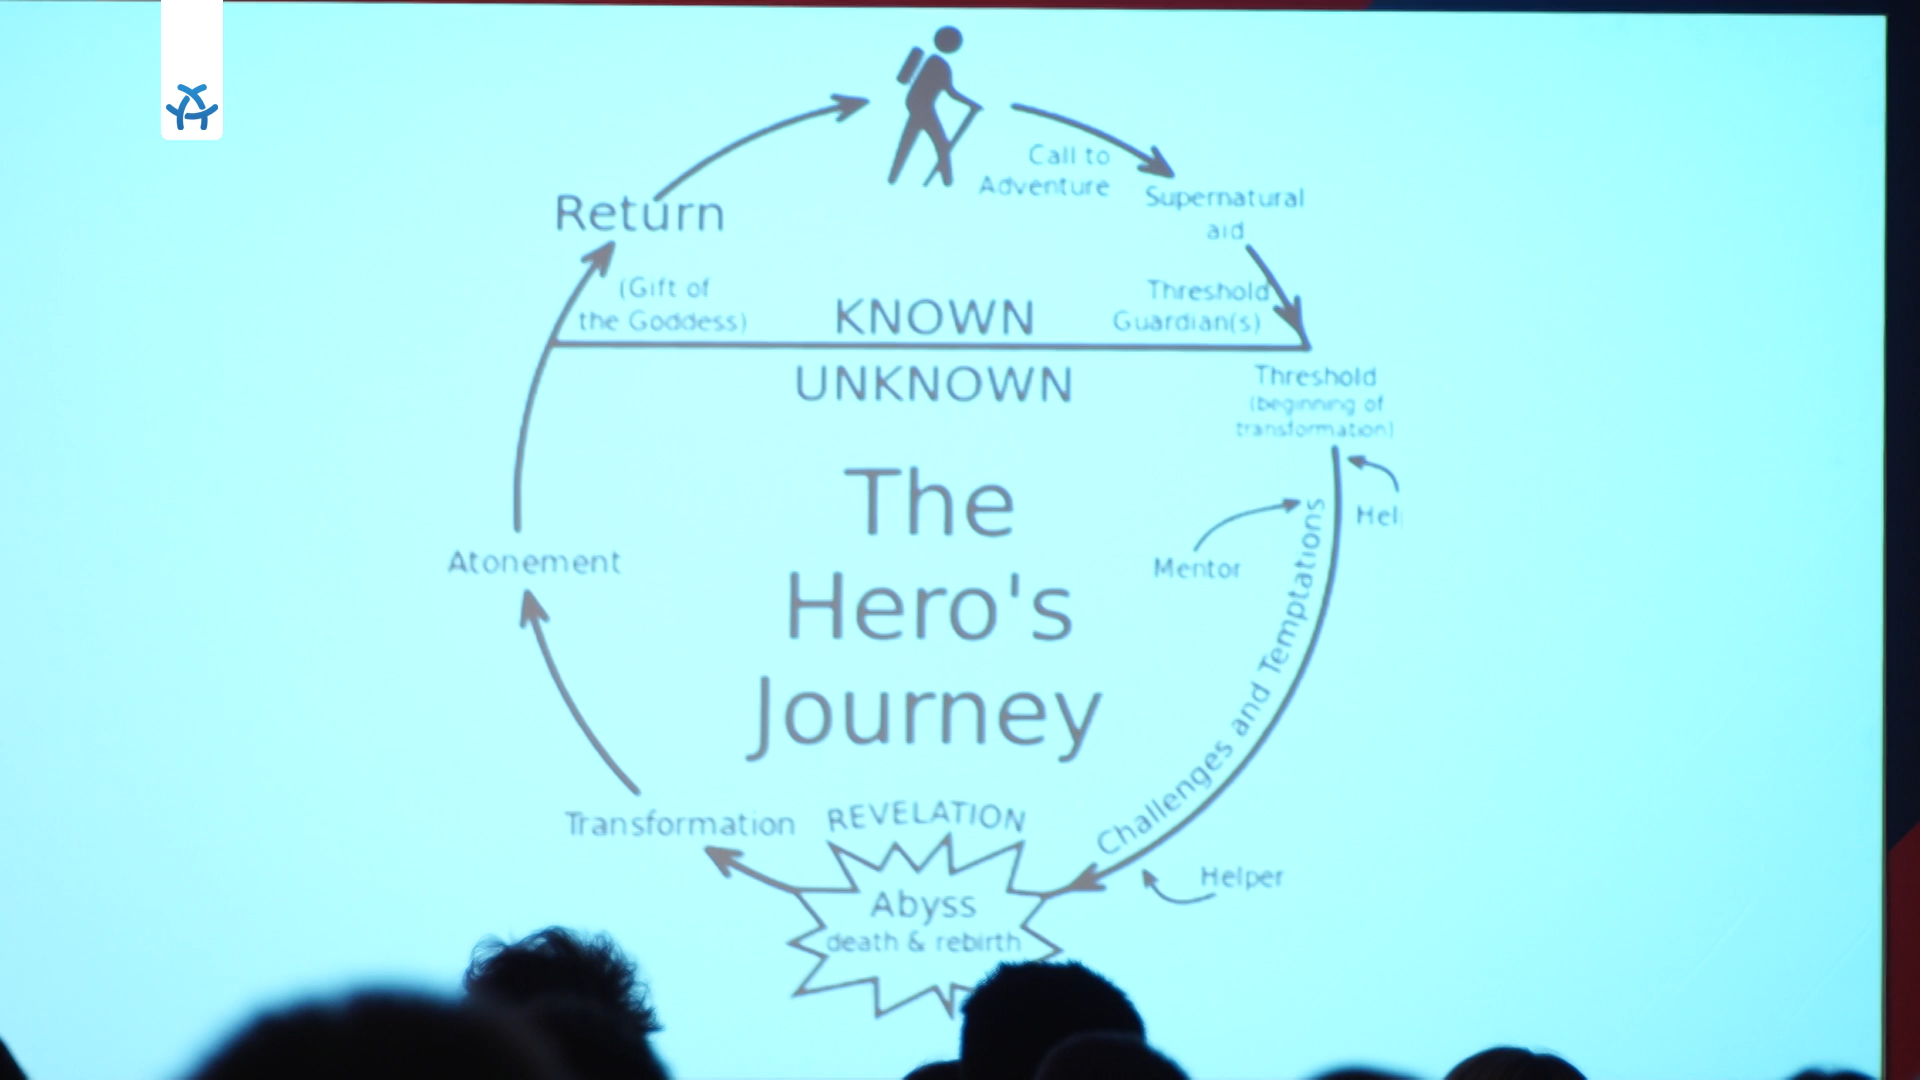 Call to
Adventure
Supernatural
aid
Return
(Gift of
the Goddess)
KNOWN
Threshold
Guardian(s)
UNKNOWN
Threshold
(beginning of
transformation)
The
Hero's
Journey
Hel
Mentor
Atonement
Challenges and Temptations
Transformation
REVELATION
Helper
Abyss
death & rebirth